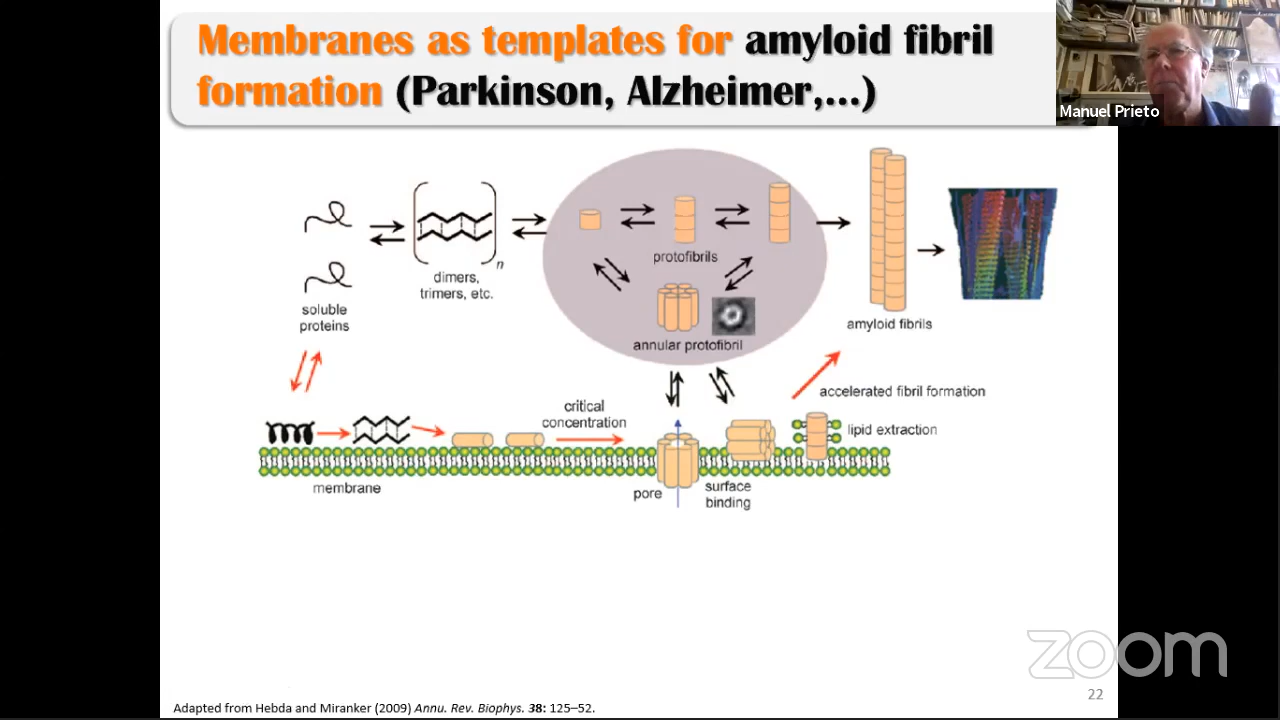 Membranes as templates for amyloid fibril
formation (Parkinson, Alzheimer,...)
Manuel Prieto
soluble
proteins
dimers,
trimers, etc.
n
protofibrils
annular protofibril
amyloid fibrils
accelerated fibril formation
critical
concentration
lipid extraction
membrane
pore
surface
binding
zoom
22
Adapted from Hebda and Miranker (2009) Annu. Rev. Biophys. 38: 125–52.